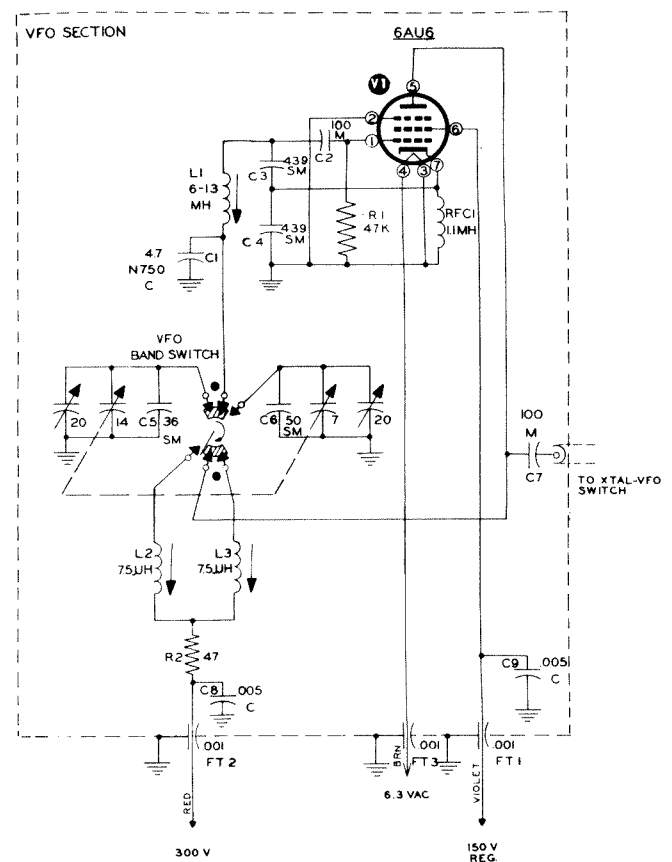 VFO SECTION
6AU6
V1
5
2
100
M
C2
1
6
4
3
7
L1
6-13
MH
C3
439
SM
C4
439
SM
R1
47K
RFC1
1.1MH
4.7
N750
C
C1
VFO
BAND SWITCH
20
14
C5
36
SM
C6
50
SM
7
20
100
M
C7
TO XTAL-VFO
SWITCH
L2
7.5UH
L3
7.5UH
R2
47
C8
.005
C
C9
.005
C
.001
FT 2
BRN
.001
FT 3
.001
FT 1
RED
VIOLET
6.3 VAC
300 V
150 V
REG.